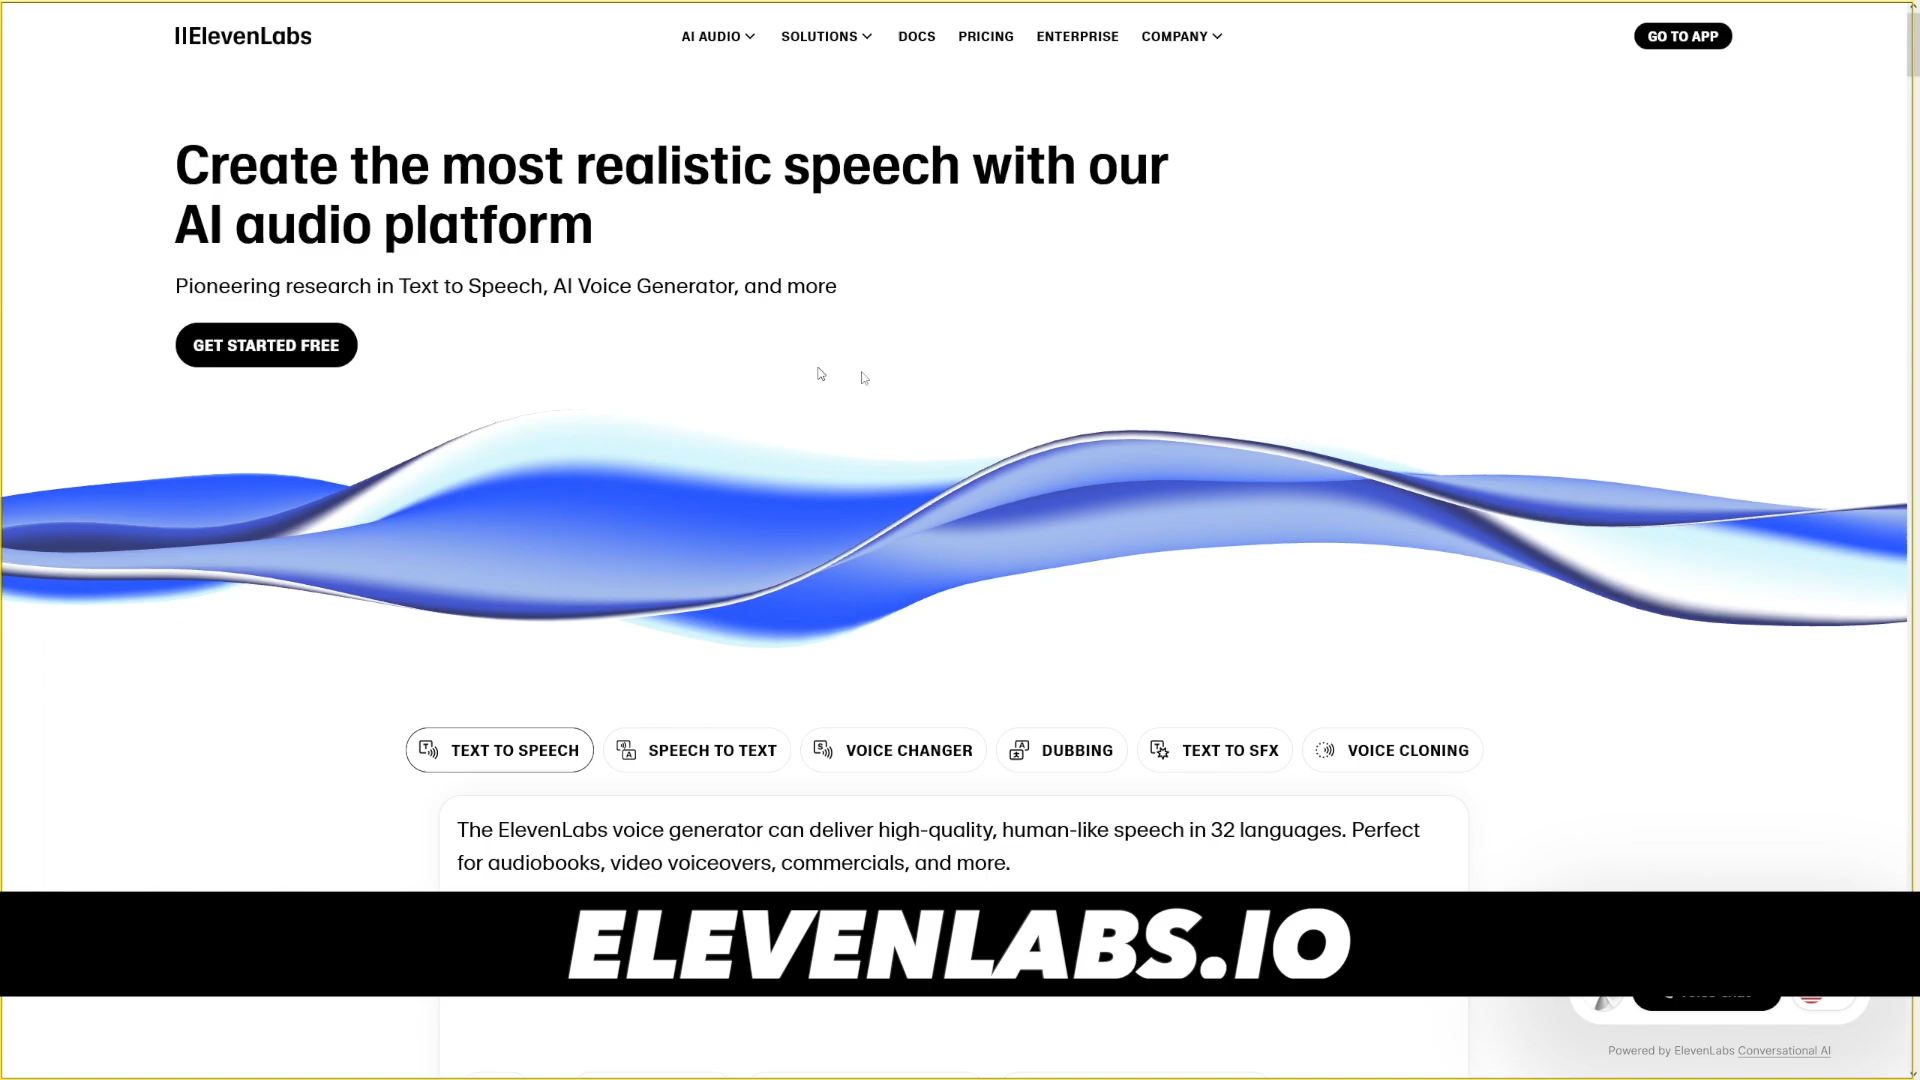 IIElevenLabs
AI AUDIO
SOLUTIONS
DOCS
PRICING
ENTERPRISE
COMPANY
GO TO APP
Create the most realistic speech with our
AI audio platform
Pioneering research in Text to Speech, AI Voice Generator, and more
GET STARTED FREE
TEXT TO SPEECH
SPEECH TO TEXT
VOICE CHANGER
DUBBING
TEXT TO SFX
VOICE CLONING
The ElevenLabs voice generator can deliver high-quality, human-like speech in 32 languages. Perfect
for audiobooks, video voiceovers, commercials, and more.
ELEVENLABS.IO
Powered by ElevenLabs Conversational AI